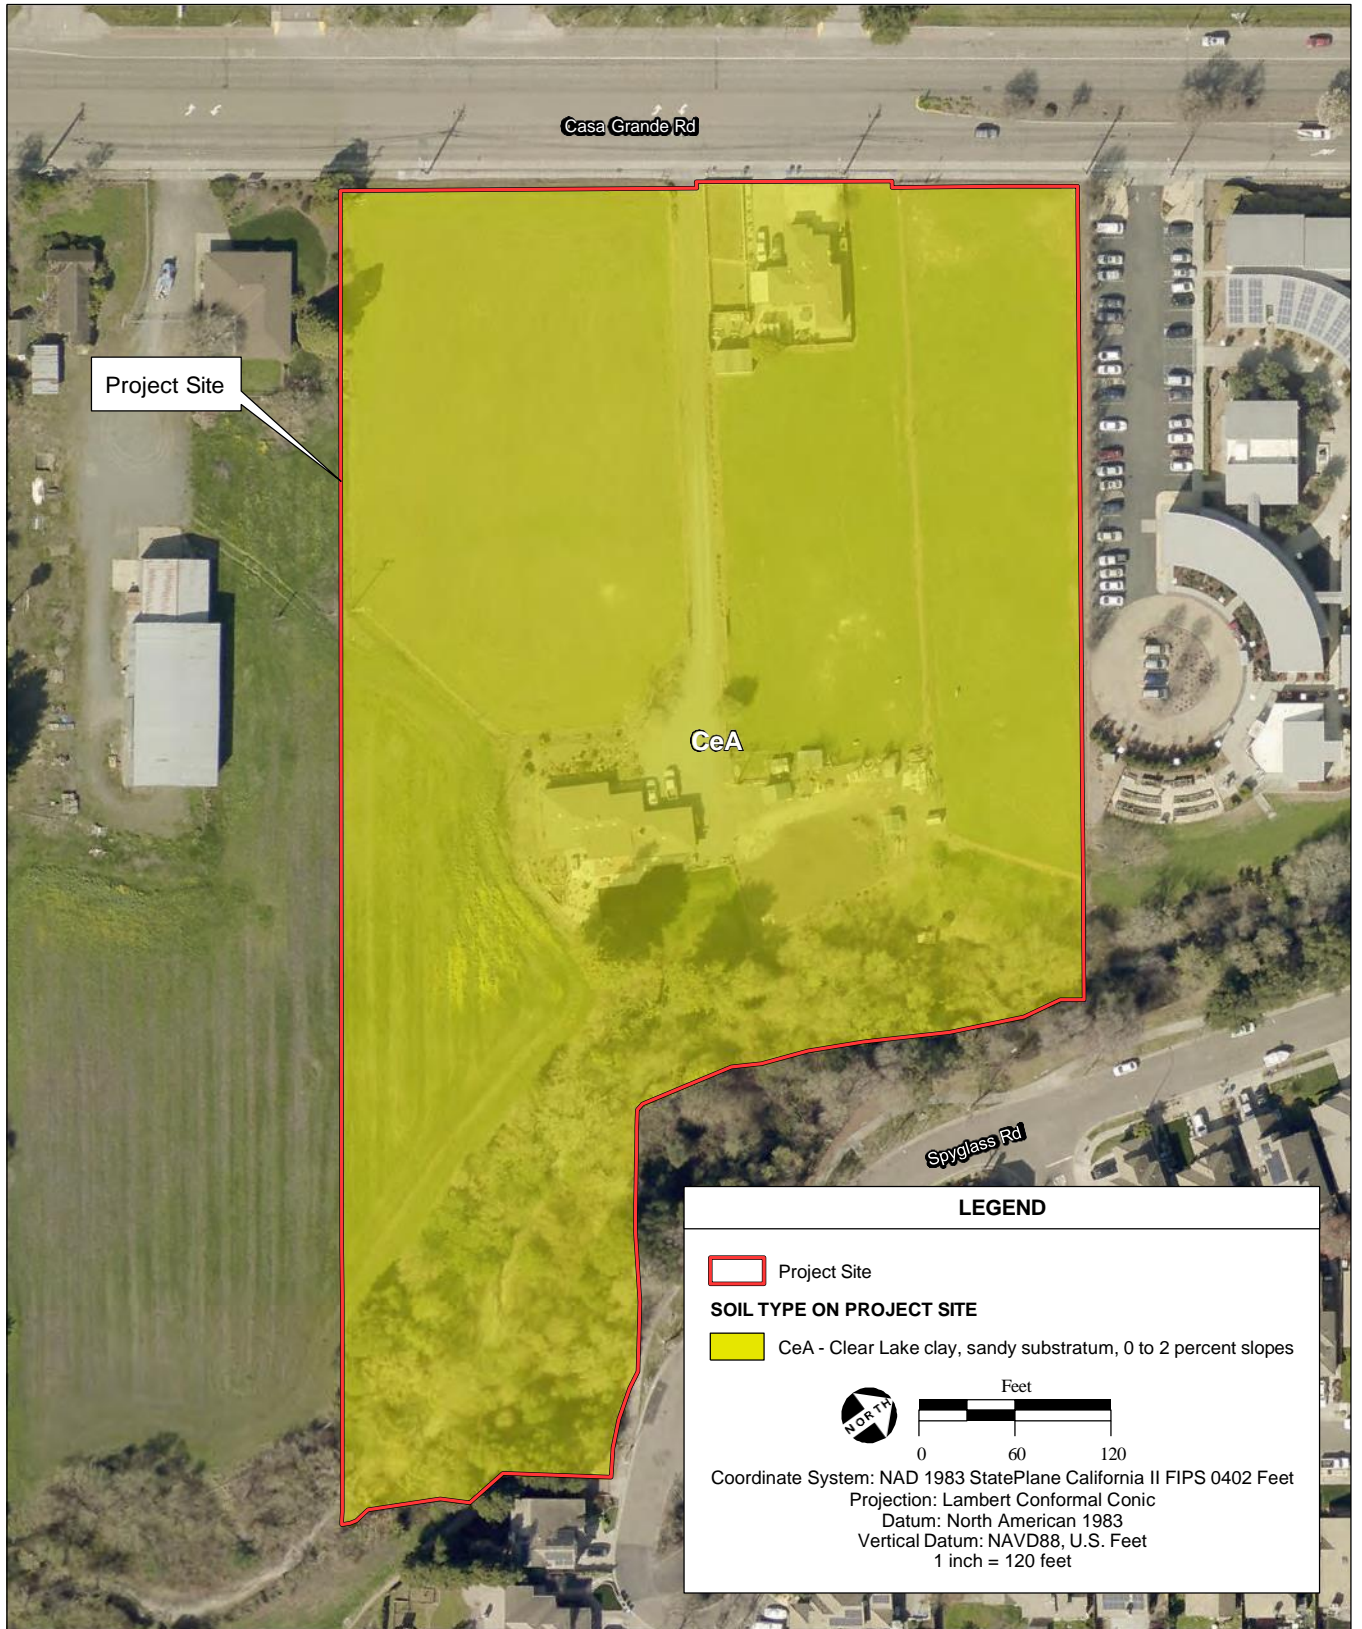 Casa Grande Rd
Project Site
CeA
Spyglass Rd
LEGEND
Project Site
SOIL TYPE ON PROJECT SITE
CeA - Clear Lake clay, sandy substratum, 0 to 2 percent slopes
NORTH
Feet
0 60 120
Coordinate System: NAD 1983 StatePlane California II FIPS 0402 Feet
Projection: Lambert Conformal Conic
Datum: North American 1983
Vertical Datum: NAVD88, U.S. Feet
1 inch = 120 feet